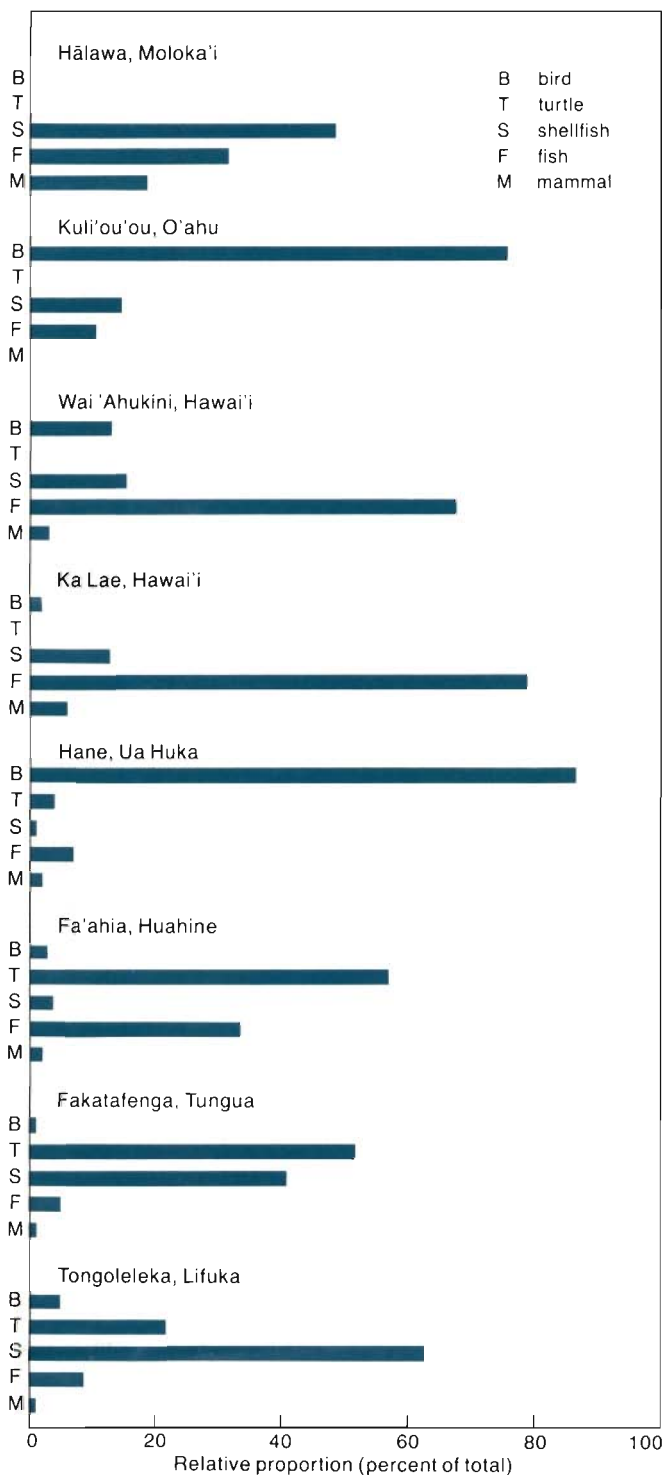 Hālawa, Moloka'i
B
T
S
F
M
B bird
T turtle
S shellfish
F fish
M mammal
Kuli'ou'ou, O'ahu
B
T
S
F
M
Wai 'Ahukini, Hawai'i
B
T
S
F
M
Ka Lae, Hawai'i
B
T
S
F
M
Hane, Ua Huka
B
T
S
F
M
Fa'ahia, Huahine
B
T
S
F
M
Fakatafenga, Tungua
B
T
S
F
M
Tongoleleka, Lifuka
B
T
S
F
M
0 20 40 60 80 100
Relative proportion (percent of total)